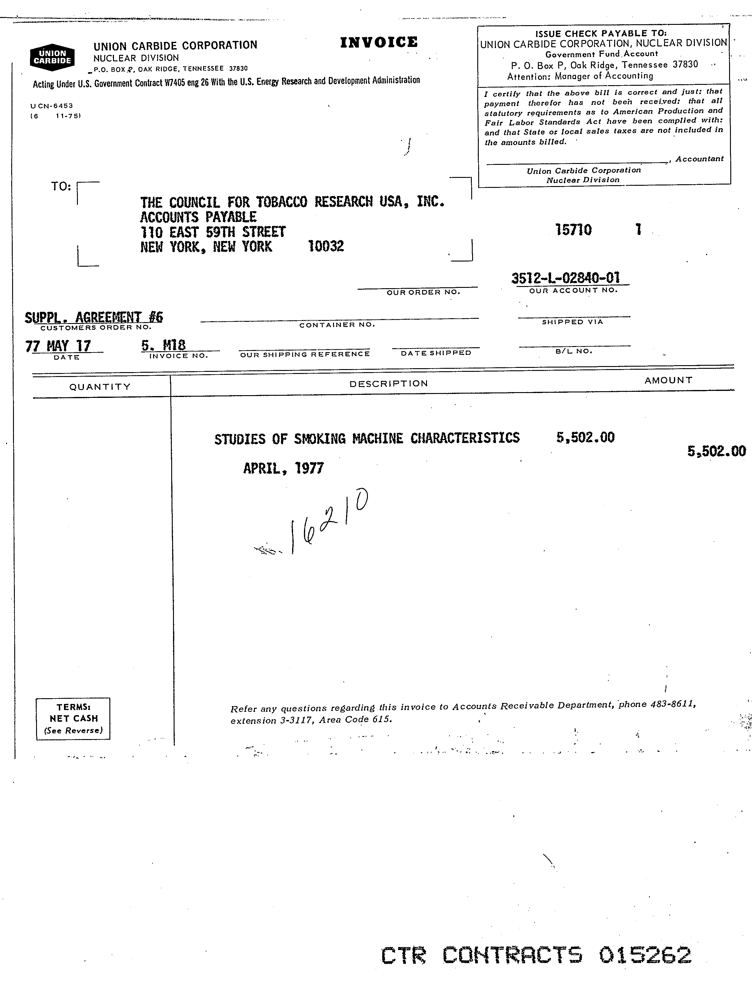 UNION
CARBIDE
UNION CARBIDE CORPORATION
NUCLEAR DIVISION
P.O. BOX P, OAK RIDGE, TENNESSEE 37830
INVOICE
Acting Under U.S. Government Contract W7405 eng 26 With the U.S. Energy Research and Development Administration
UCN-6453
(6 11-75)
ISSUE CHECK PAYABLE TO:
UNION CARBIDE CORPORATION, NUCLEAR DIVISION
Government Fund Account
P. O. Box P, Oak Ridge, Tennessee 37830
Attention: Manager of Accounting
I certify that the above bill is correct and just: that
payment therefor has not been received: that all
statutory requirements as to American Production and
Fair Labor Standards Act have been complied with:
and that State or local sales taxes are not included in
the amounts billed.
, Accountant
Union Carbide Corporation
Nuclear Division
TO:
THE COUNCIL FOR TOBACCO RESEARCH USA, INC.
ACCOUNTS PAYABLE
110 EAST 59TH STREET
NEW YORK, NEW YORK 10032
15710 1
3512-L-02840-01
OUR ORDER NO. OUR ACCOUNT NO.
SUPPL. AGREEMENT #6
CUSTOMERS ORDER NO. CONTAINER NO. SHIPPED VIA
77 MAY 17 5. M18
DATE INVOICE NO. OUR SHIPPING REFERENCE DATE SHIPPED B/L NO.
QUANTITY DESCRIPTION AMOUNT
STUDIES OF SMOKING MACHINE CHARACTERISTICS 5,502.00
5,502.00
APRIL, 1977
16210
TERMS:
NET CASH
(See Reverse)
Refer any questions regarding this invoice to Accounts Receivable Department, phone 483-8611,
extension 3-3117, Area Code 615.
CTR CONTRACTS 015262